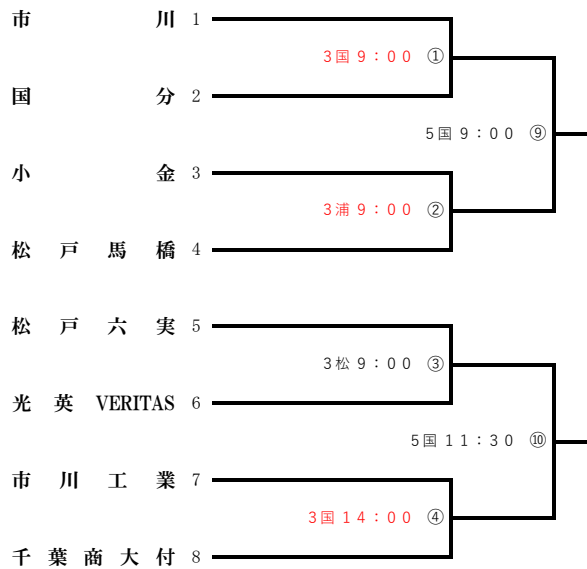 市川 1
3国 9：00 ①
国分 2
5国 9：00 ⑨
小金 3
3浦 9：00 ②
松戸馬橋 4
松戸六実 5
3松 9：00 ③
光英 VERITAS 6
5国 11：30 ⑩
市川工業 7
3国 14：00 ④
千葉商大付 8